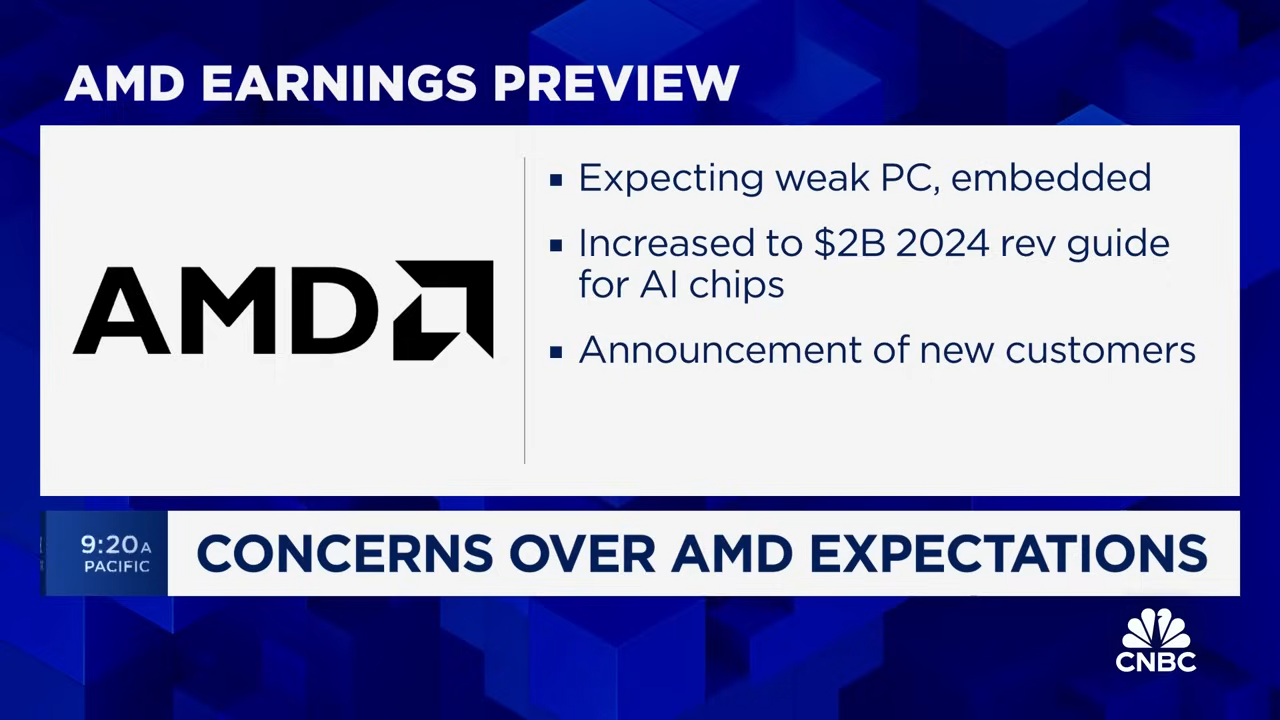 AMD EARNINGS PREVIEW
AMD
▪ Expecting weak PC, embedded
▪ Increased to $2B 2024 rev guide
for AI chips
▪ Announcement of new customers
9:20A
PACIFIC
CONCERNS OVER AMD EXPECTATIONS
CNBC